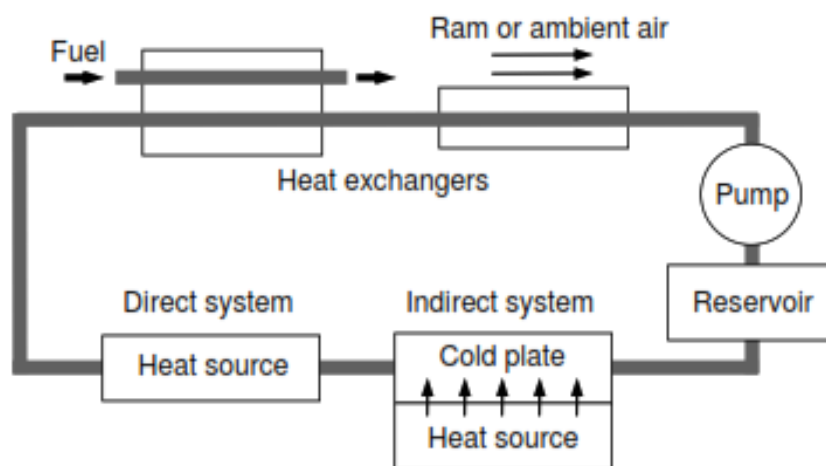 Ram or ambient air
Fuel
Heat exchangers
Pump
Direct system
Indirect system
Reservoir
Heat source
Cold plate
Heat source